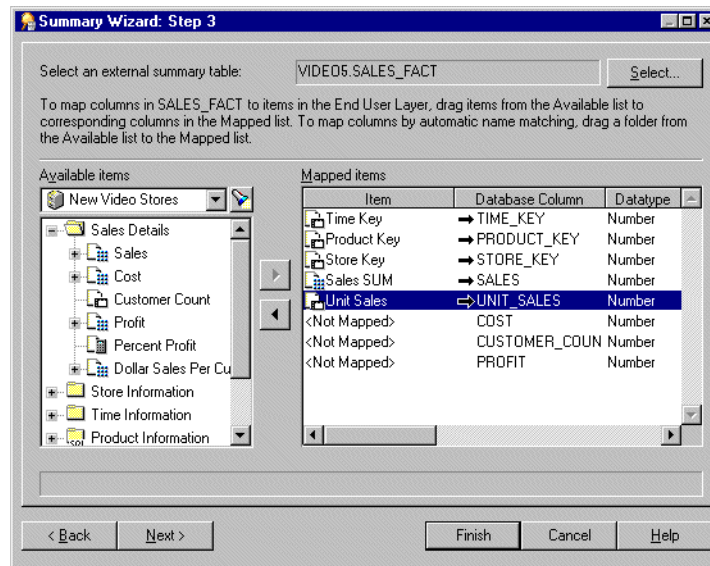 Summary Wizard: Step 3
Select an external summary table:
VIDEO5.SALES_FACT
Select...
To map columns in SALES_FACT to items in the End User Layer, drag items from the Available list to
corresponding columns in the Mapped list. To map columns by automatic name matching, drag a folder from
the Available list to the Mapped list.
Available items
New Video Stores
Sales Details
Sales
Cost
Customer Count
Profit
Percent Profit
Dollar Sales Per Cu
Store Information
Time Information
Product Information
Mapped items
Item Database Column Datatype
Time Key TIME_KEY Number
Product Key PRODUCT_KEY Number
Store Key STORE_KEY Number
Sales SUM SALES Number
Unit Sales UNIT_SALES Number
<Not Mapped> COST Number
<Not Mapped> CUSTOMER_COUN Number
<Not Mapped> PROFIT Number
< Back
Next >
Finish
Cancel
Help